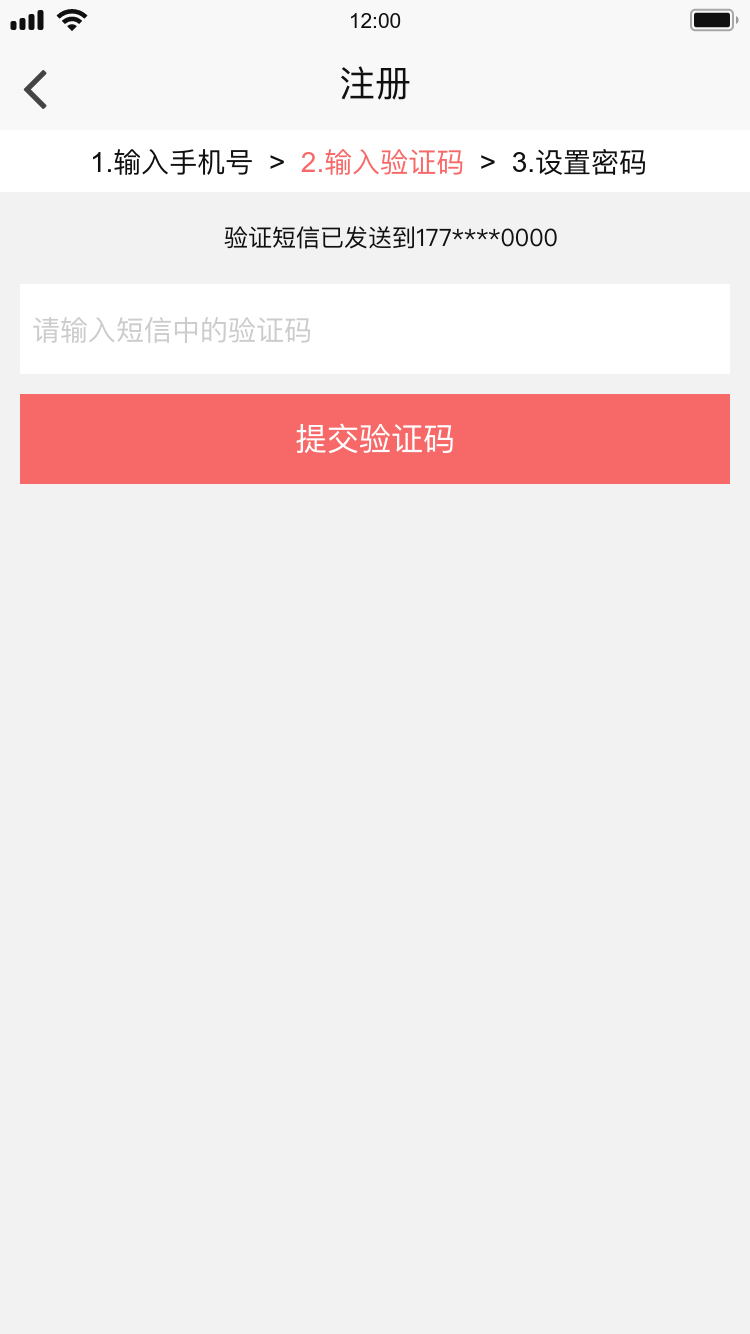 12:00
注册
1.输入手机号 > 2.输入验证码 > 3.设置密码
验证短信已发送到177****0000
请输入短信中的验证码
提交验证码